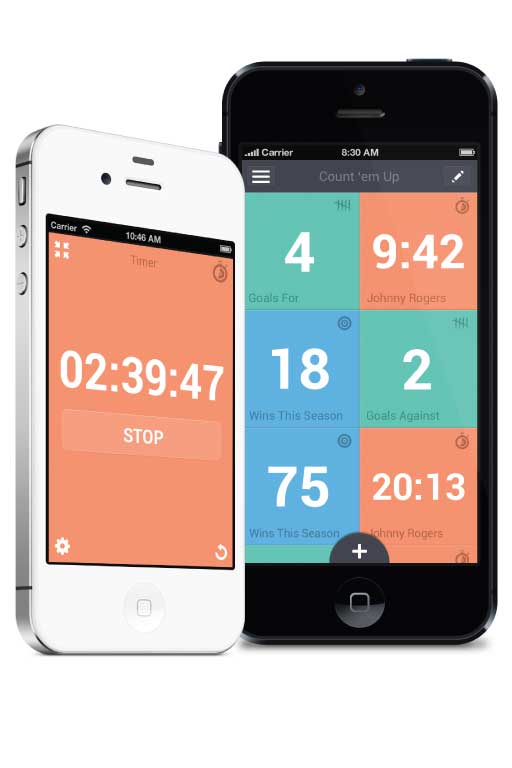 Carrier
10:46 AM
Timer
02:39:47
STOP
Carrier 8:30 AM
Count 'em Up
4 9:42
Goals For Johnny Rogers
18 2
Wins This Season Goals Against
75 20:13
Wins This Season Johnny Rogers
+